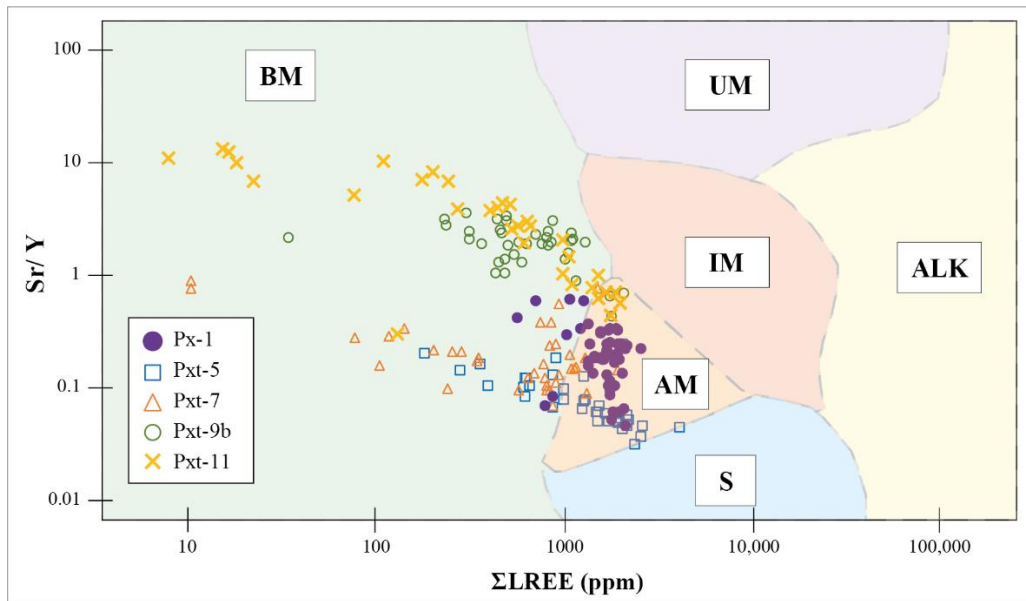 BM
UM
IM
ALK
AM
S
100
10
1
0.1
0.01
Sr/ Y
Px-1
Pxt-5
Pxt-7
Pxt-9b
Pxt-11
10
100
1000
10,000
100,000
ΣLREE (ppm)